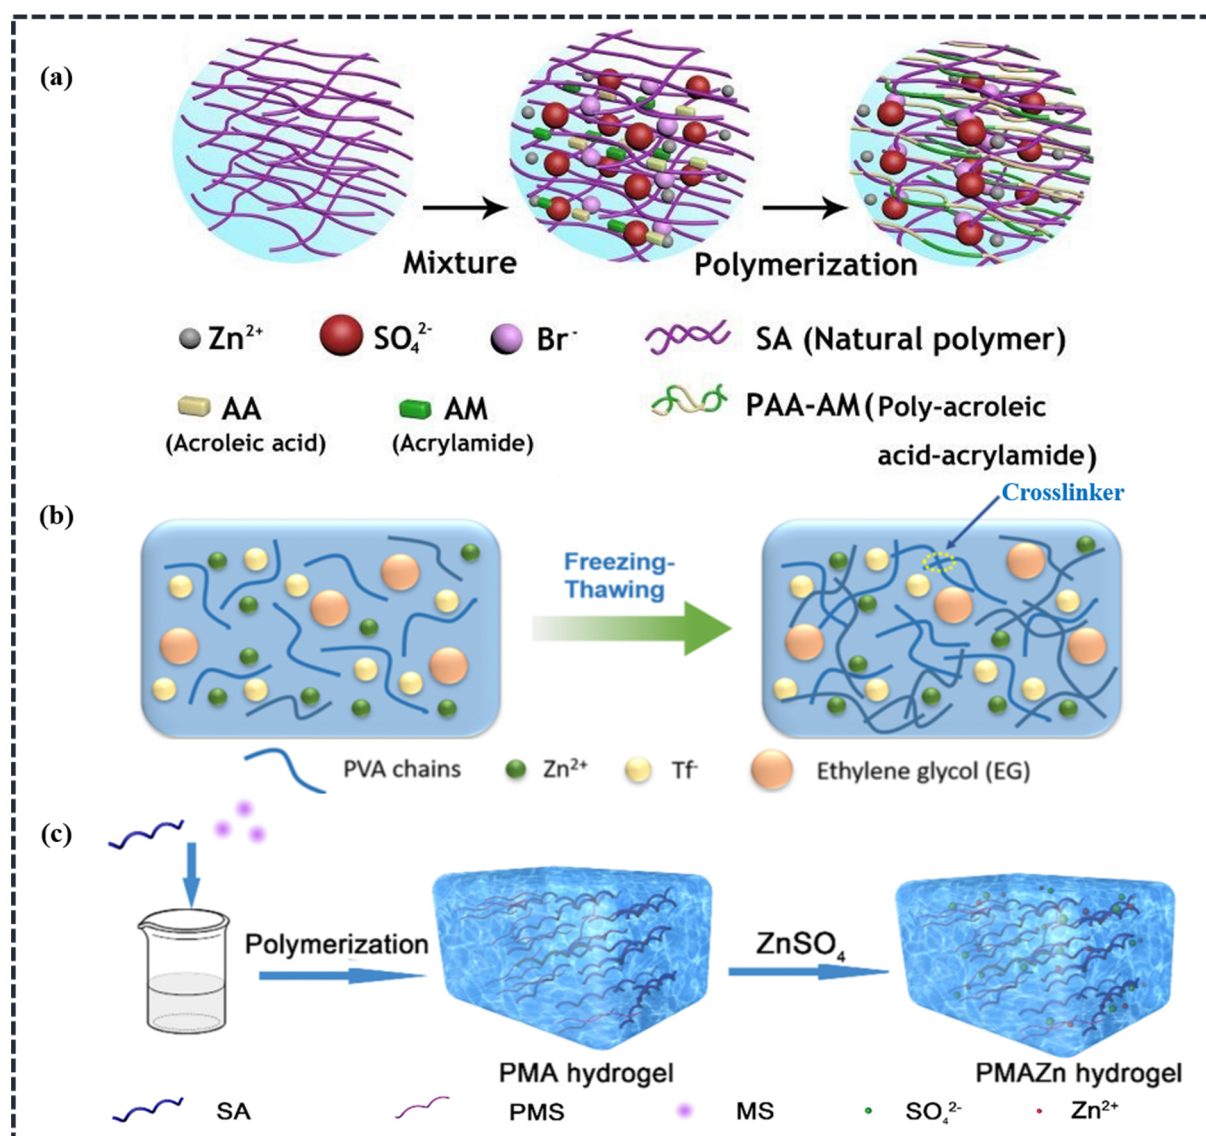 (a)
Mixture
Polymerization
Zn²⁺
SO₄²⁻
Br⁻
SA (Natural polymer)
AA
(Acroleic acid)
AM
(Acrylamide)
PAA-AM (Poly-acroleic
acid-acrylamide)
(b)
Crosslinker
Freezing-
Thawing
PVA chains
Zn²⁺
Tf⁻
Ethylene glycol (EG)
(c)
Polymerization
ZnSO₄
PMA hydrogel
PMAZn hydrogel
SA
PMS
MS
SO₄²⁻
Zn²⁺